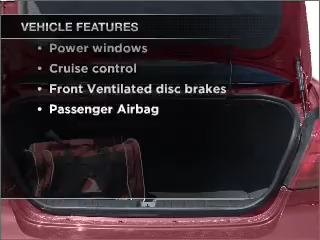 VEHICLE FEATURES
• Power windows
• Cruise control
• Front Ventilated disc brakes
• Passenger Airbag